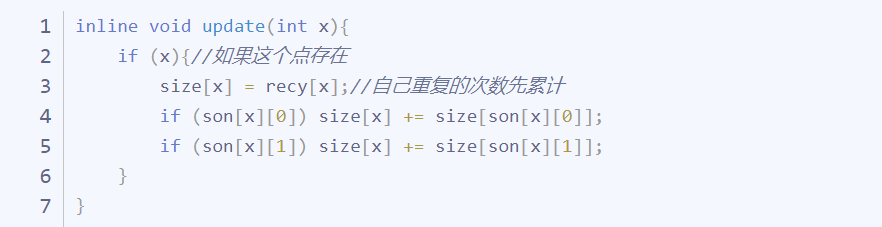 1 inline void update(int x){
2     if (x){//如果这个点存在
3         size[x] = recy[x];//自己重复的次数先累计
4         if (son[x][0]) size[x] += size[son[x][0]];
5         if (son[x][1]) size[x] += size[son[x][1]];
6     }
7 }